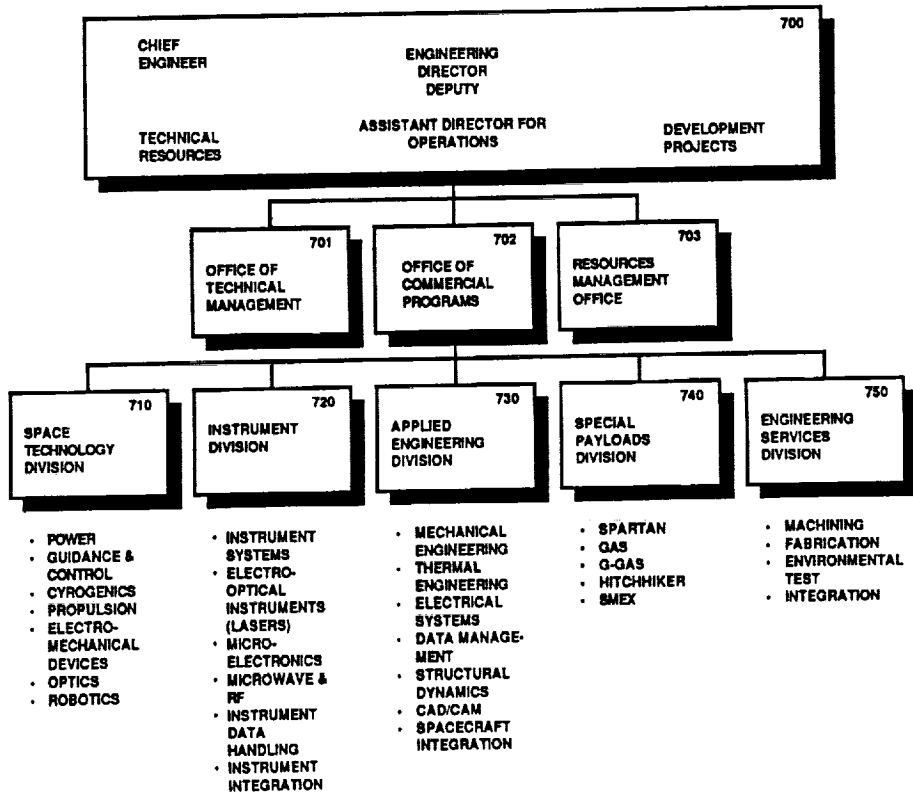 700
CHIEF
ENGINEER
ENGINEERING
DIRECTOR
DEPUTY
ASSISTANT DIRECTOR FOR
OPERATIONS
TECHNICAL
RESOURCES
DEVELOPMENT
PROJECTS
701
OFFICE OF
TECHNICAL
MANAGEMENT
702
OFFICE OF
COMMERCIAL
PROGRAMS
703
RESOURCES
MANAGEMENT
OFFICE
710
SPACE
TECHNOLOGY
DIVISION
720
INSTRUMENT
DIVISION
730
APPLIED
ENGINEERING
DIVISION
740
SPECIAL
PAYLOADS
DIVISION
750
ENGINEERING
SERVICES
DIVISION
• POWER
• GUIDANCE &
CONTROL
• CYROGENICS
• PROPULSION
• ELECTRO-
MECHANICAL
DEVICES
• OPTICS
• ROBOTICS
• INSTRUMENT
SYSTEMS
• ELECTRO-
OPTICAL
INSTRUMENTS
(LASERS)
• MICRO-
ELECTRONICS
• MICROWAVE &
RF
• INSTRUMENT
DATA
HANDLING
• INSTRUMENT
INTEGRATION
• MECHANICAL
ENGINEERING
• THERMAL
ENGINEERING
• ELECTRICAL
SYSTEMS
• DATA MANAGE-
MENT
• STRUCTURAL
DYNAMICS
• CAD/CAM
• SPACECRAFT
INTEGRATION
• SPARTAN
• GAS
• G-GAS
• HITCHHIKER
• SMEX
• MACHINING
• FABRICATION
• ENVIRONMENTAL
TEST
• INTEGRATION